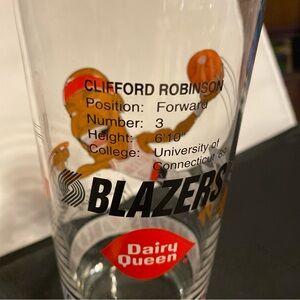 CLIFFORD ROBINSON
Position: Forward
Number: 3
Height: 6'10"
College: University of
Connecticut
BLAZERS
Dairy
Queen